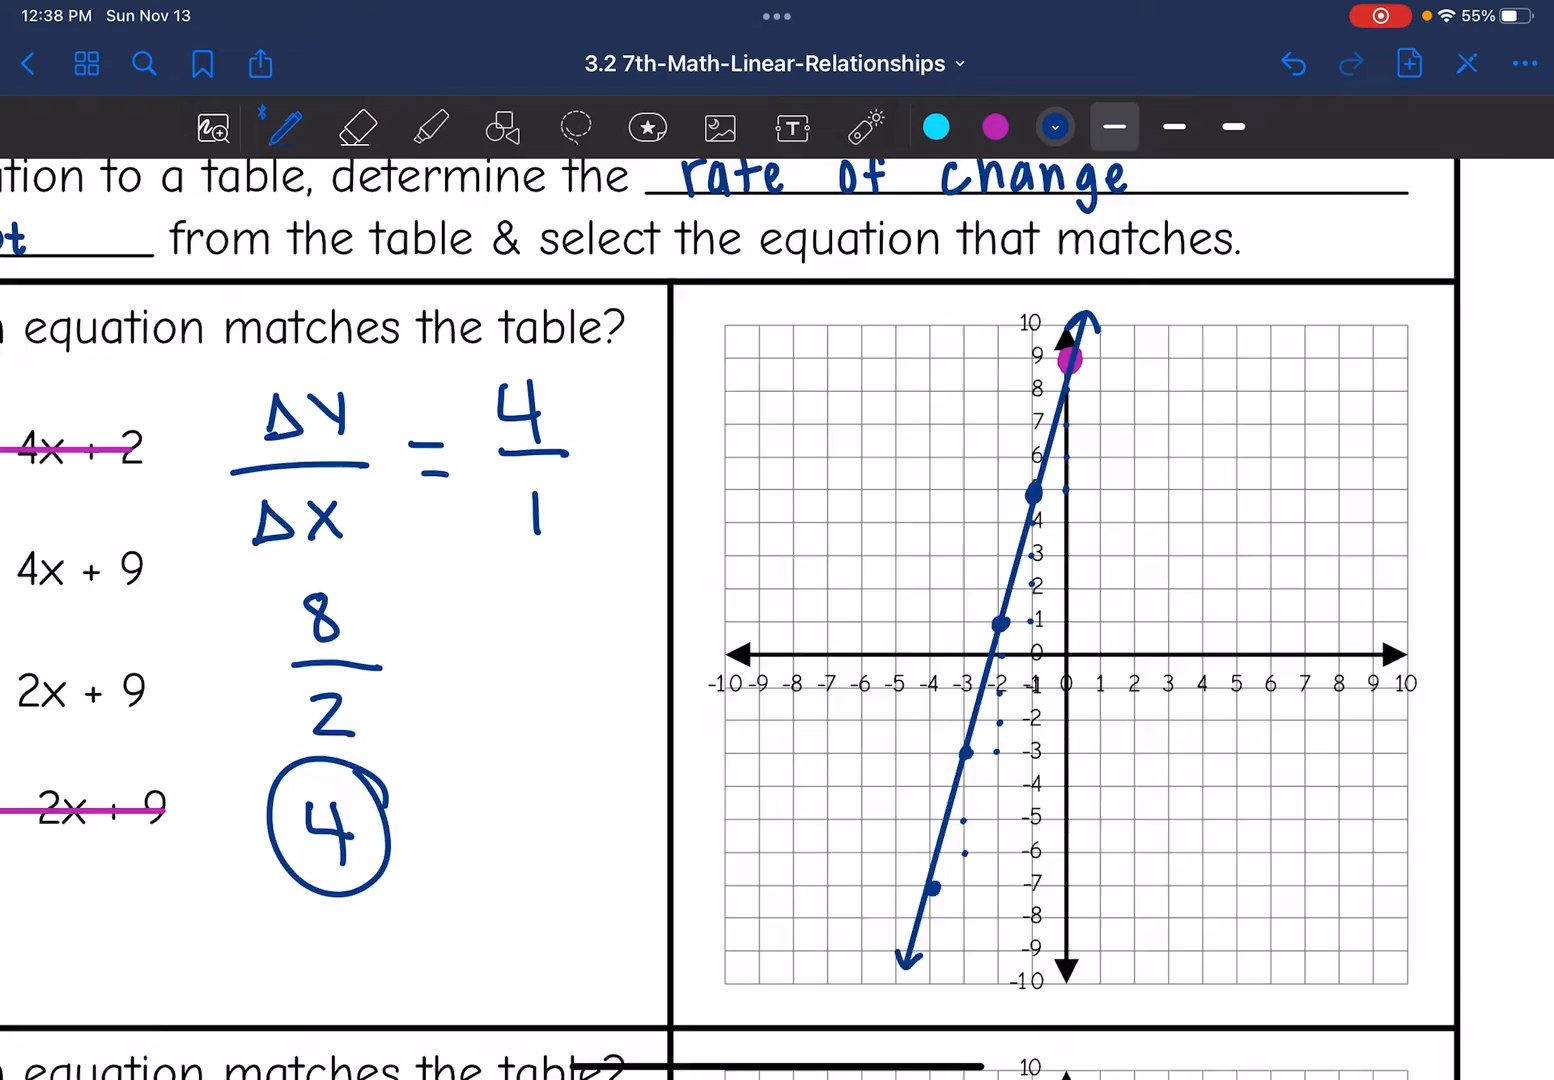 12:38 PM Sun Nov 13
55%
3.2 7th-Math-Linear-Relationships
T
to a table, determine the rate of change
from the table & select the equation that matches.
equation matches the table?
4x + 2
4x + 9
2x + 9
2x + 9
ΔY
ΔX
=
4
1
8
2
4
10
9
8
7
6
4
3
2
1
0
-10 -9 -8 -7 -6 -5 -4 -3 -2 -1 0 1 2 3 4 5 6 7 8 9 10
-1
-2
-3
-4
-5
-6
-7
-8
-9
-10
equation matches the table?
10